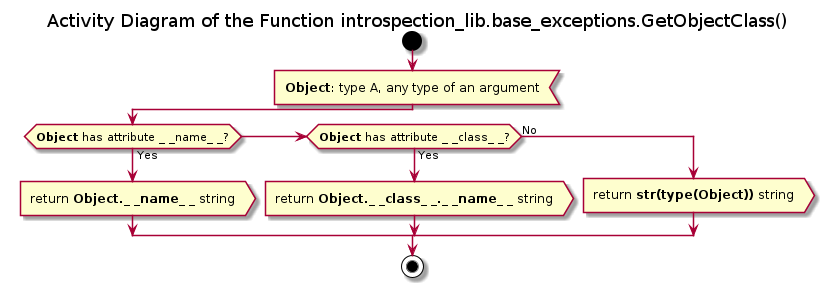 Activity Diagram of the Function introspection_lib.base_exceptions.GetObjectClass()
Object: type A, any type of an argument
Object has attribute _ _name_ _?
Object has attribute _ _class_ _?
No
Yes
Yes
return Object._ _name_ _ string
return Object._ _class_ _._ _name_ _ string
return str(type(Object)) string